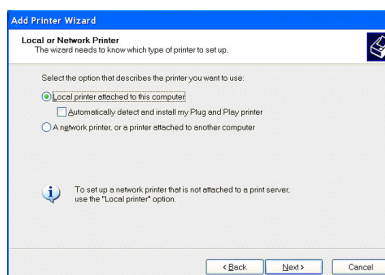 Add Printer Wizard
Local or Network Printer
The wizard needs to know which type of printer to set up.
Select the option that describes the printer you want to use:
Local printer attached to this computer
Automatically detect and install my Plug and Play printer
A network printer, or a printer attached to another computer
To set up a network printer that is not attached to a print server,
use the "Local printer" option.
< Back Next > Cancel